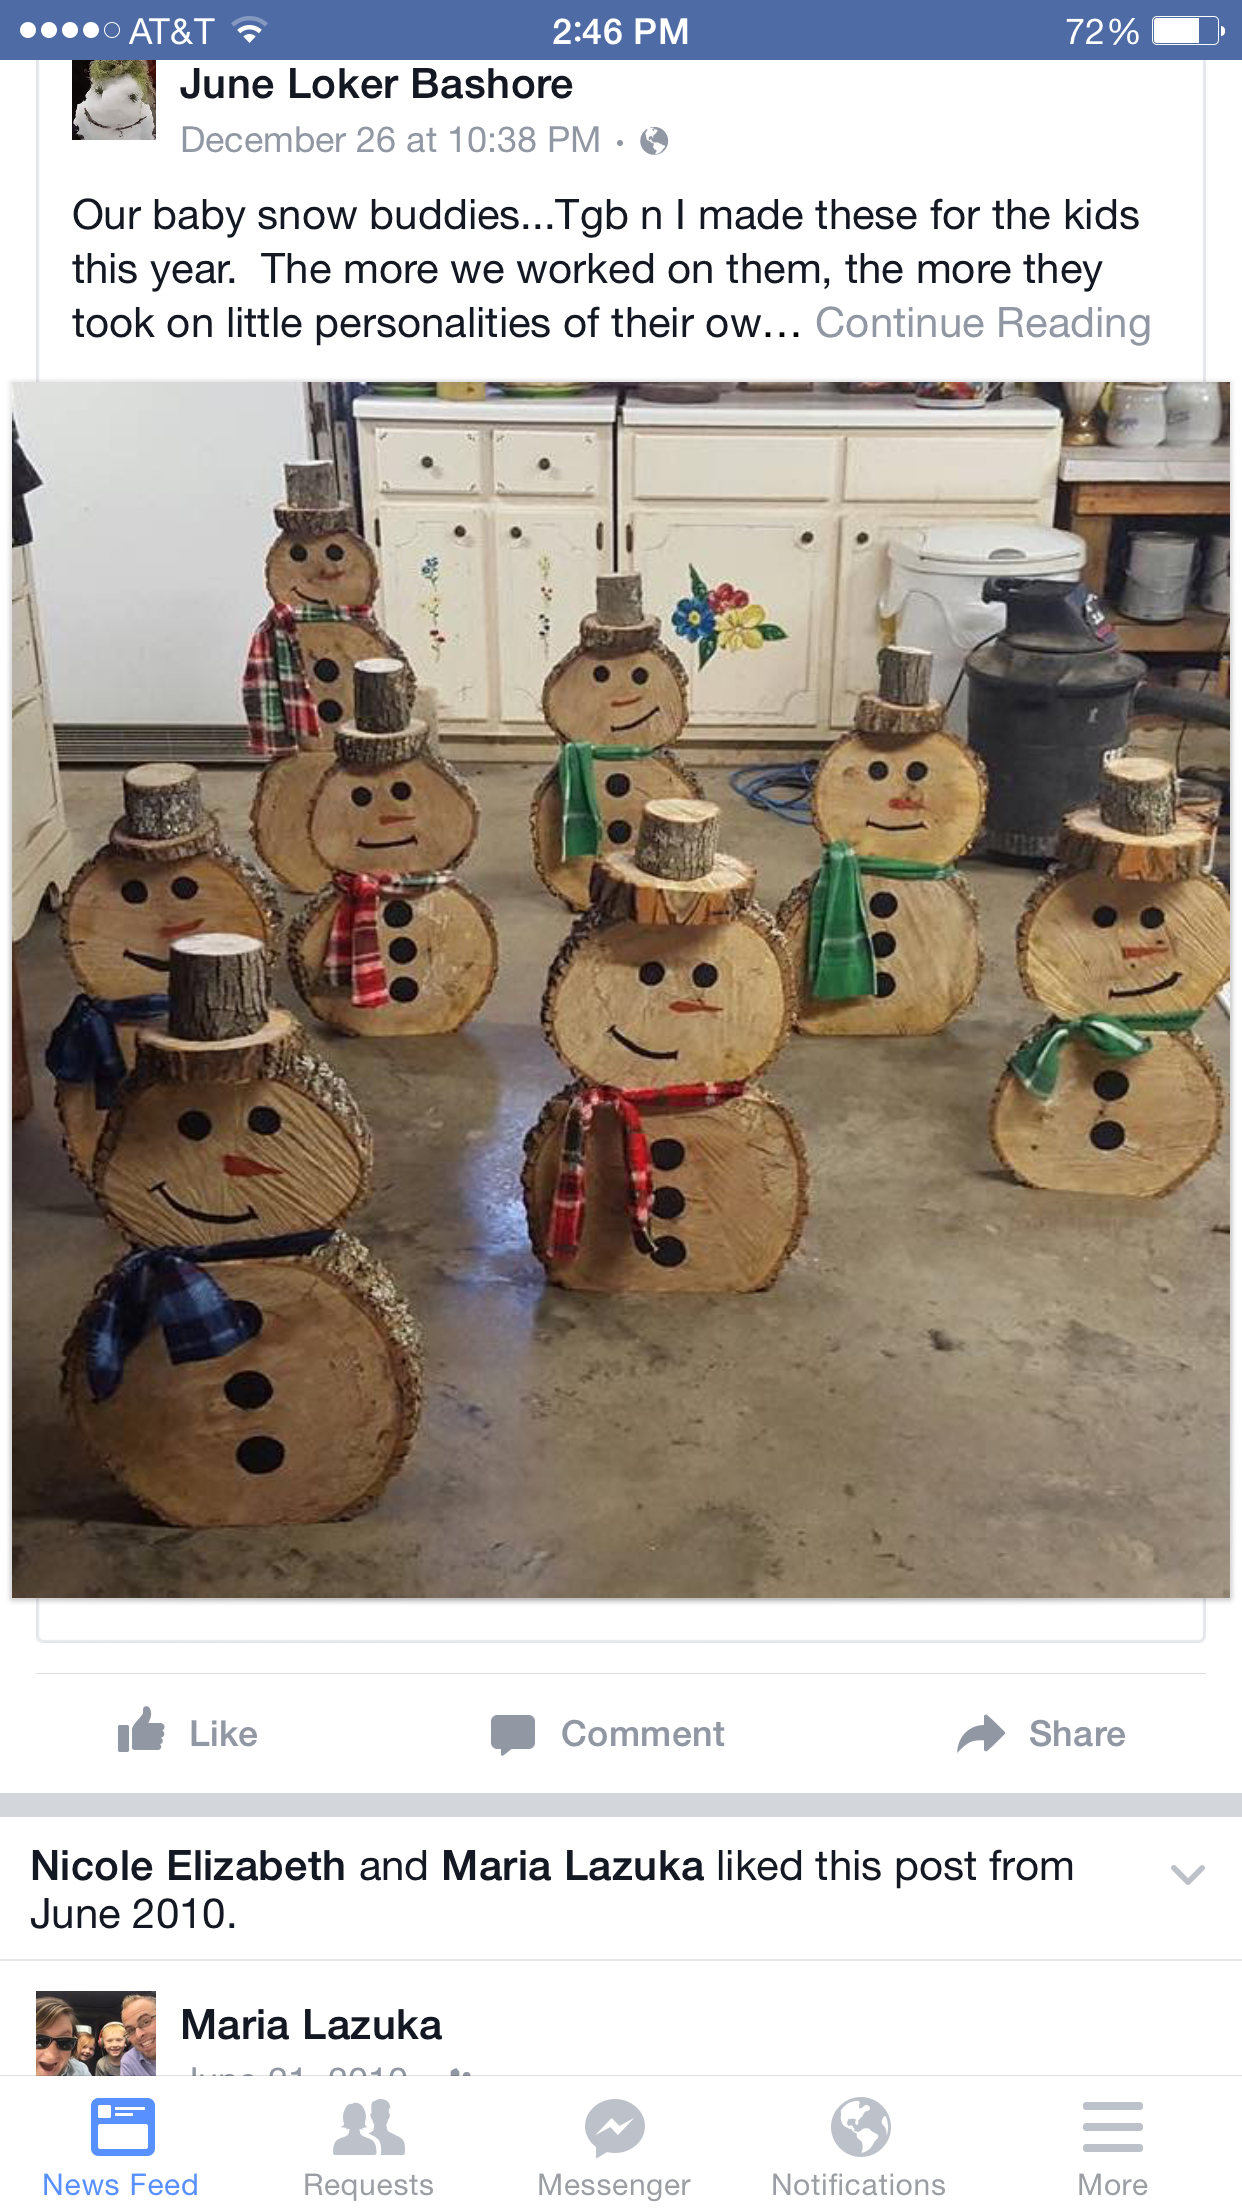 AT&T 2:46 PM 72%
June Loker Bashore
December 26 at 10:38 PM ·
Our baby snow buddies...Tgb n I made these for the kids
this year.  The more we worked on them, the more they
took on little personalities of their ow... Continue Reading
Like Comment Share
Nicole Elizabeth and Maria Lazuka liked this post from
June 2010.
Maria Lazuka
June 21, 2010
News Feed Requests Messenger Notifications More